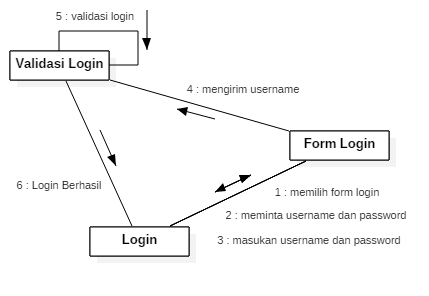 5 : validasi login
Validasi Login
4 : mengirim username
Form Login
6 : Login Berhasil
1 : memilih form login
2 : meminta username dan password
Login
3 : masukan username dan password